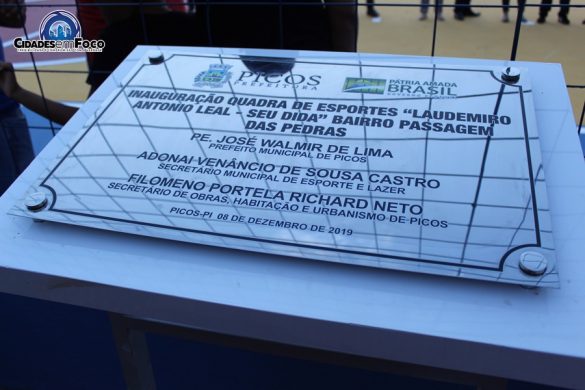 CIDADES EM FOCO
PICOS
PREFEITURA
PÁTRIA AMADA
BRASIL
INAUGURAÇÃO QUADRA DE ESPORTES "LAUDEMIRO
ANTONIO LEAL - SEU DIDA" BAIRRO PASSAGEM
DAS PEDRAS
PE. JOSÉ WALMIR DE LIMA
PREFEITO MUNICIPAL DE PICOS
ADONAI VENÂNCIO DE SOUSA CASTRO
SECRETÁRIO MUNICIPAL DE ESPORTE E LAZER
FILOMENO PORTELA RICHARD NETO
SECRETÁRIO DE OBRAS, HABITAÇÃO E URBANISMO DE PICOS
PICOS-PI 08 DE DEZEMBRO DE 2019